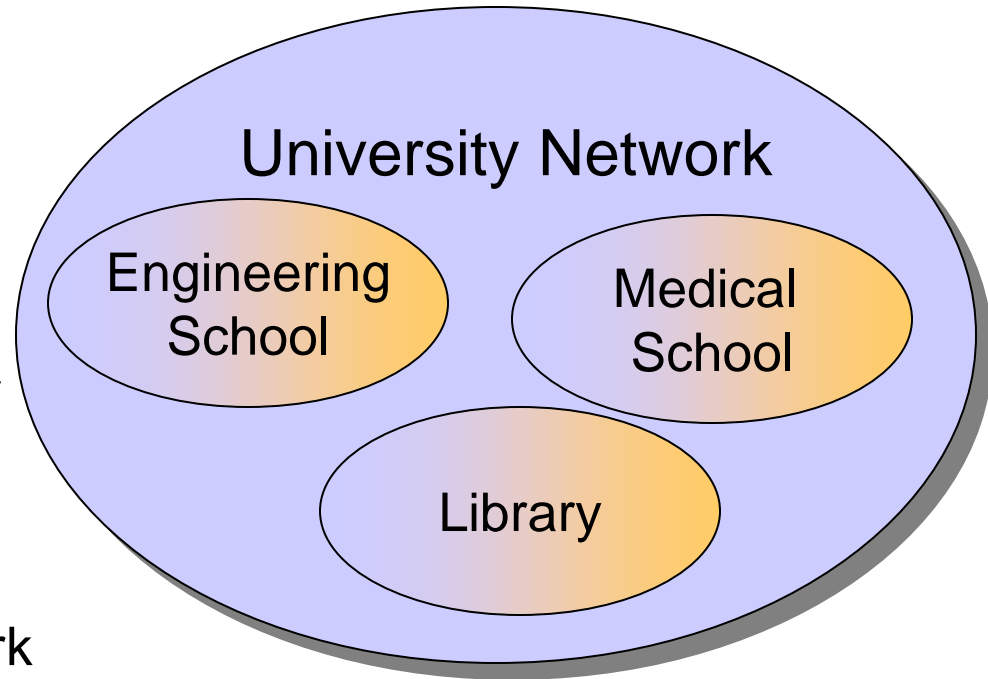 University Network
Engineering
School
Medical
School
Library
rk